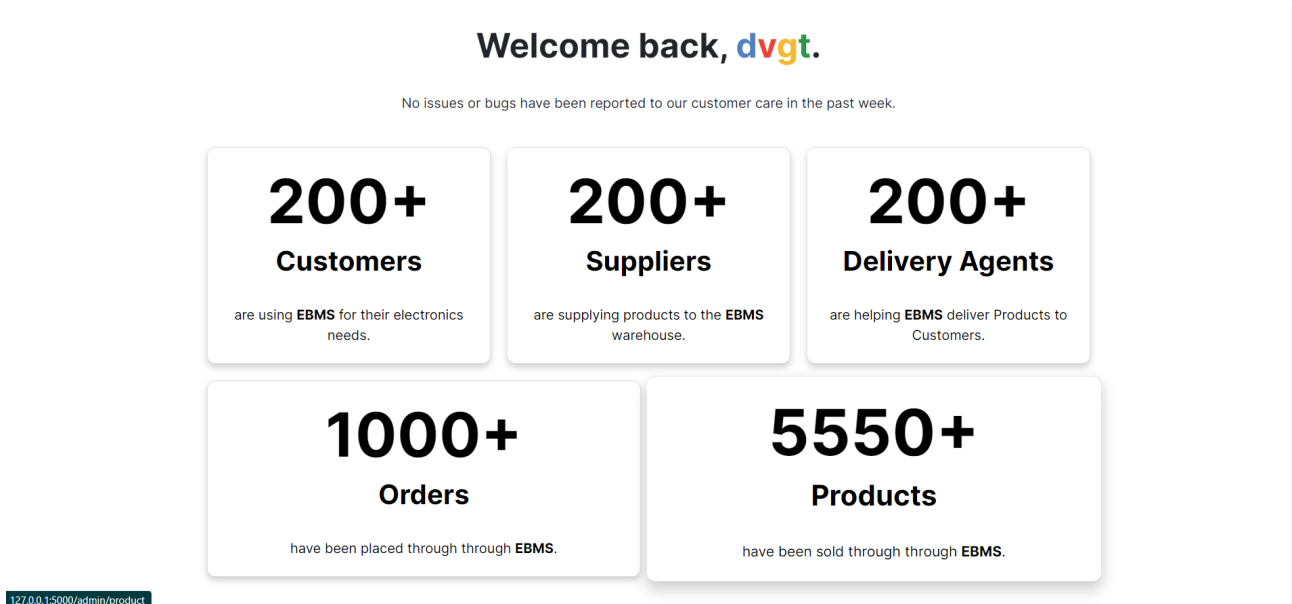 Welcome back, dvgt.
No issues or bugs have been reported to our customer care in the past week.
200+
Customers
are using EBMS for their electronics
needs.
200+
Suppliers
are supplying products to the EBMS
warehouse.
200+
Delivery Agents
are helping EBMS deliver Products to
Customers.
1000+
Orders
have been placed through through EBMS.
5550+
Products
have been sold through through EBMS.
127.0.0.1:5000/admin/product